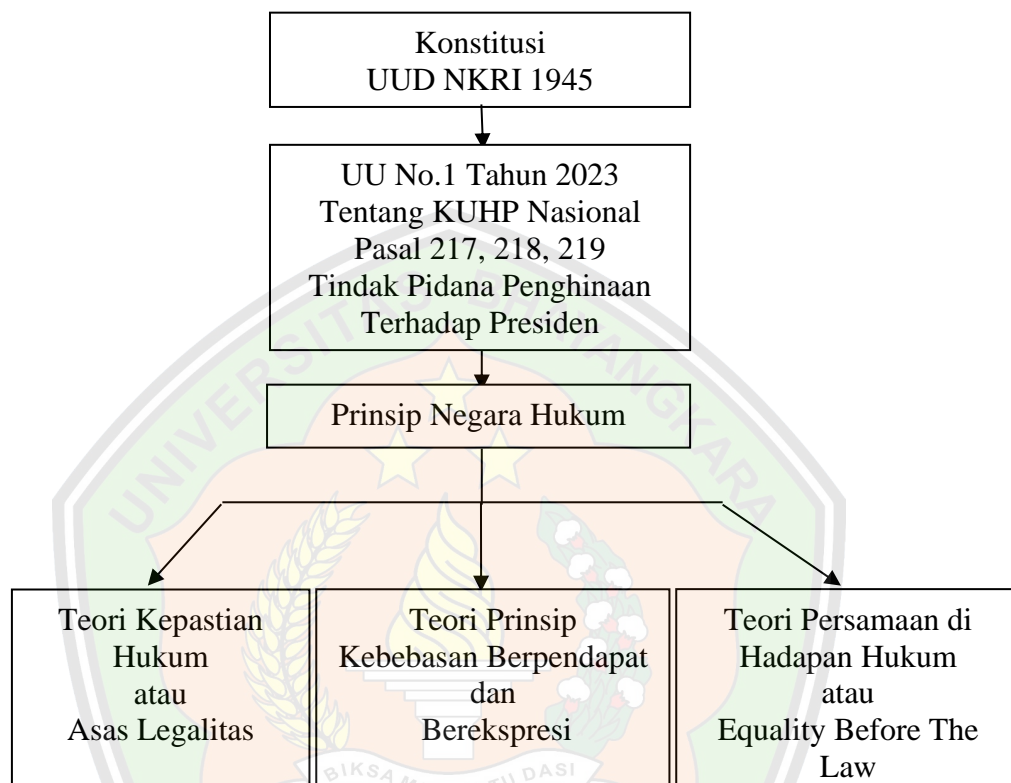 Konstitusi
UUD NKRI 1945
UU No.1 Tahun 2023
Tentang KUHP Nasional
Pasal 217, 218, 219
Tindak Pidana Penghinaan
Terhadap Presiden
Prinsip Negara Hukum
Teori Kepastian
Hukum
atau
Asas Legalitas
Teori Prinsip
Kebebasan Berpendapat
dan
Berekspresi
Teori Persamaan di
Hadapan Hukum
atau
Equality Before The
Law
UNIVERSITAS BHAYANGKARA